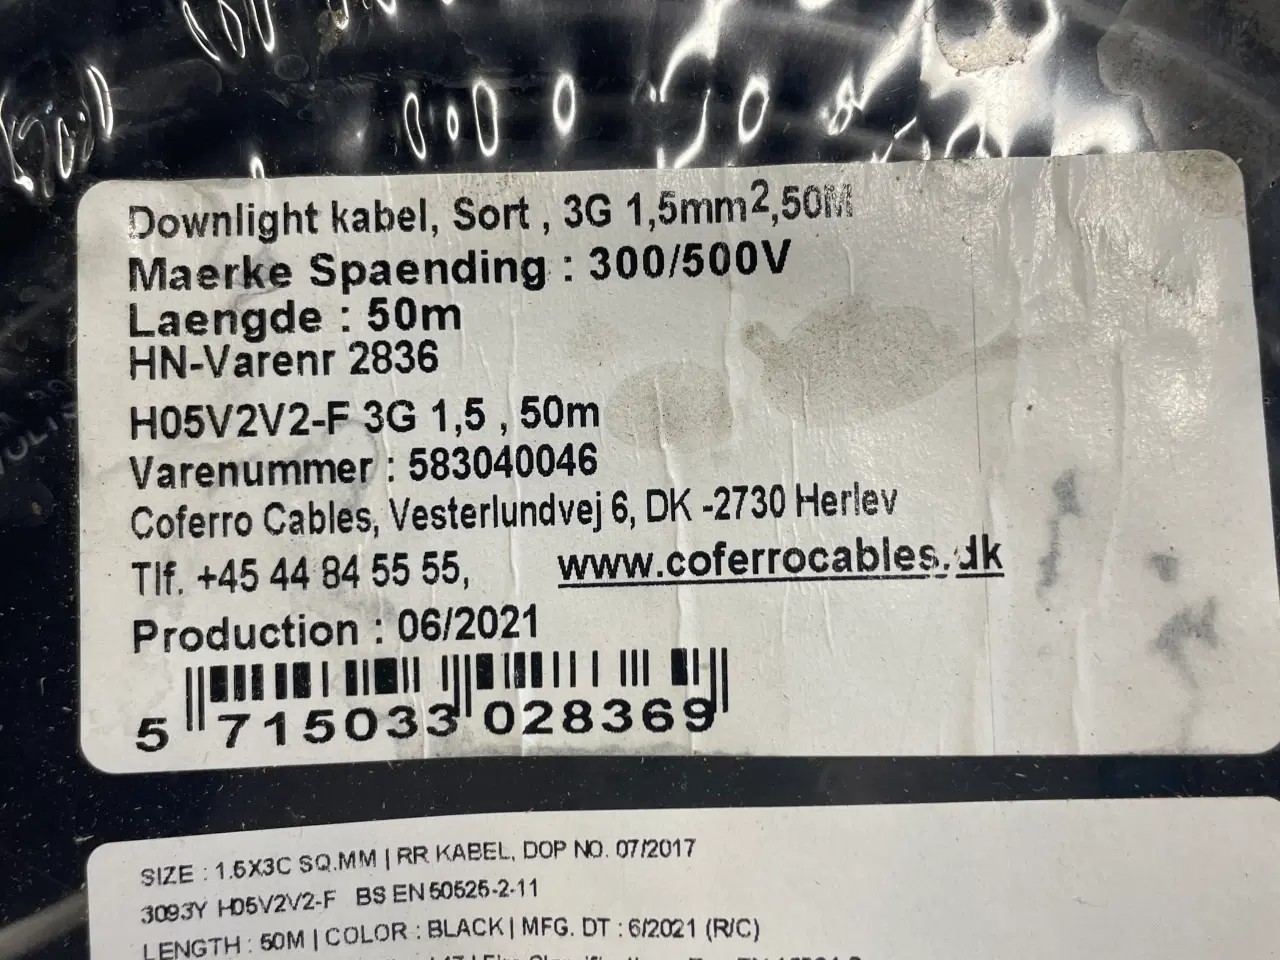 Downlight kabel, Sort , 3G 1,5mm²,50M
Maerke Spaending : 300/500V
Laengde : 50m
HN-Varenr 2836
H05V2V2-F 3G 1,5 , 50m
Varenummer : 583040046
Coferro Cables, Vesterlundvej 6, DK -2730 Herlev
Tlf. +45 44 84 55 55, www.coferrocables.dk
Production : 06/2021
5 715033 028369
SIZE : 1.5X3C SQ.MM | RR KABEL, DOP NO. 07/2017
3093Y H05V2V2-F BS EN 50525-2-11
LENGTH : 50M | COLOR : BLACK | MFG. DT : 6/2021 (R/C)